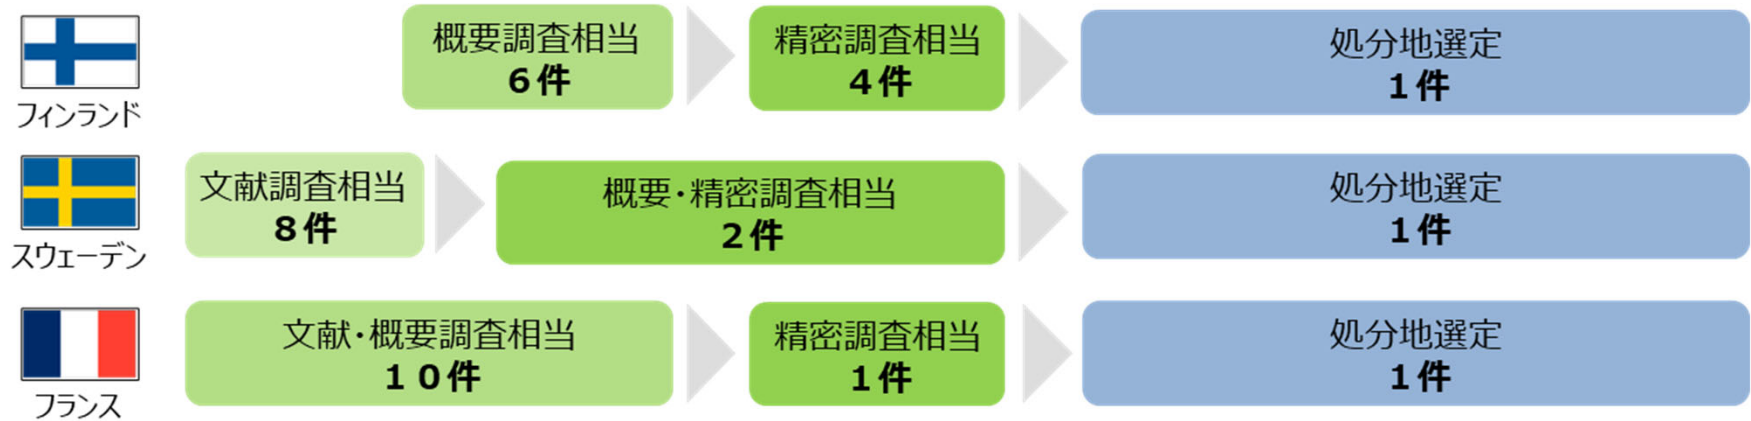 概要調査相当
6件
精密調査相当
4件
処分地選定
1件
フィンランド
文献調査相当
8件
概要・精密調査相当
2件
処分地選定
1件
スウェーデン
文献・概要調査相当
10件
精密調査相当
1件
処分地選定
1件
フランス